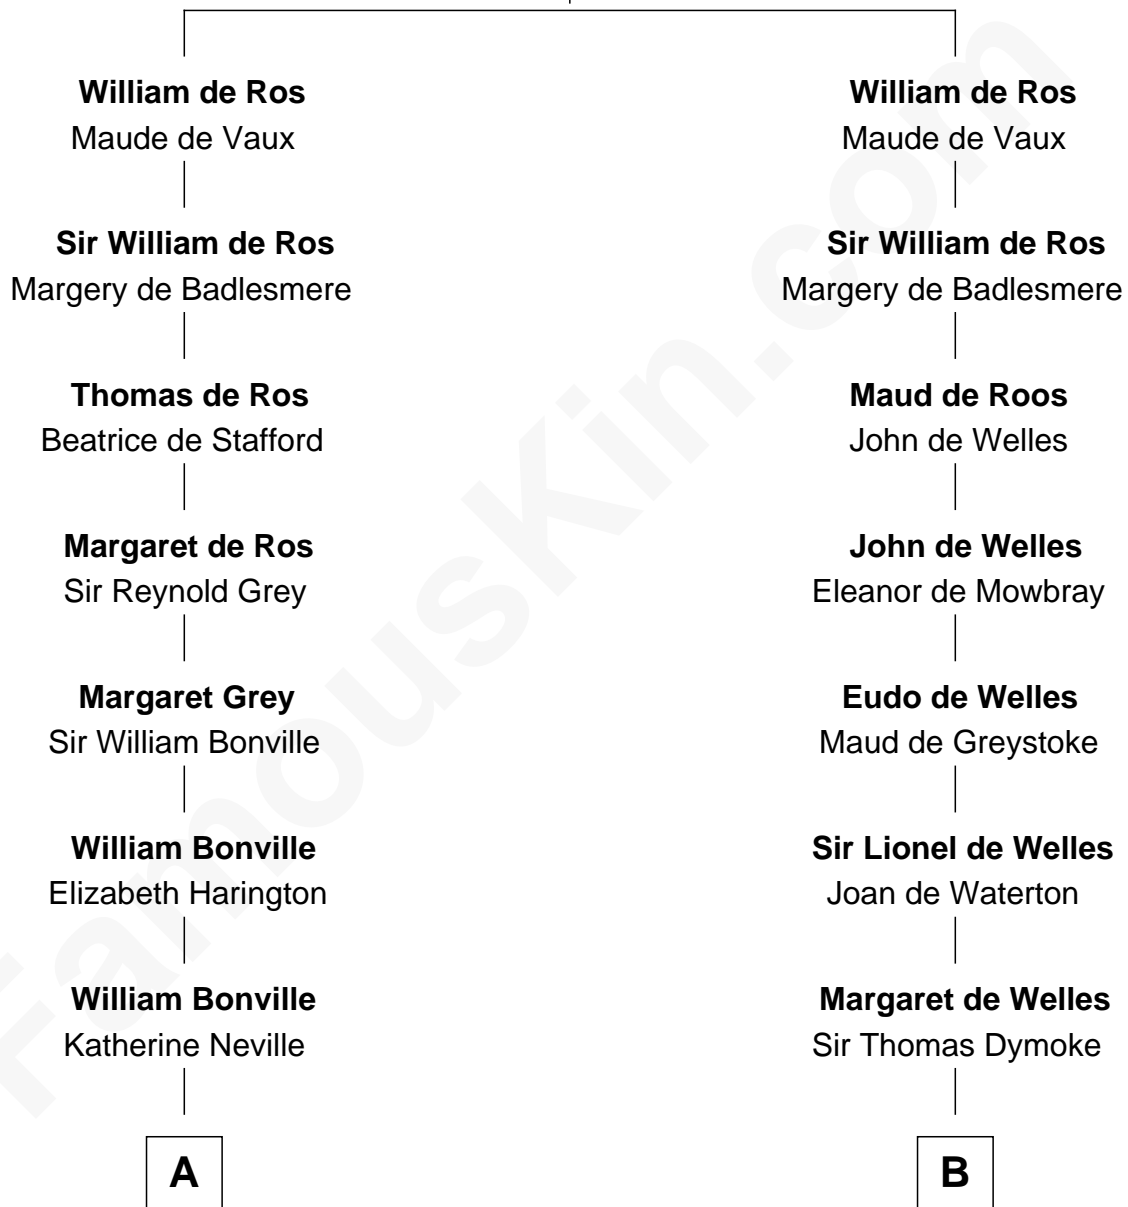 William de Ros
Maude de Vaux
Sir William de Ros
Margery de Badlesmere
Thomas de Ros
Beatrice de Stafford
Margaret de Ros
Sir Reynold Grey
Margaret Grey
Sir William Bonville
William Bonville
Elizabeth Harington
William Bonville
Katherine Neville
A
William de Ros
Maude de Vaux
Sir William de Ros
Margery de Badlesmere
Maud de Roos
John de Welles
John de Welles
Eleanor de Mowbray
Eudo de Welles
Maud de Greystoke
Sir Lionel de Welles
Joan de Waterton
Margaret de Welles
Sir Thomas Dymoke
B
FamousKin.com